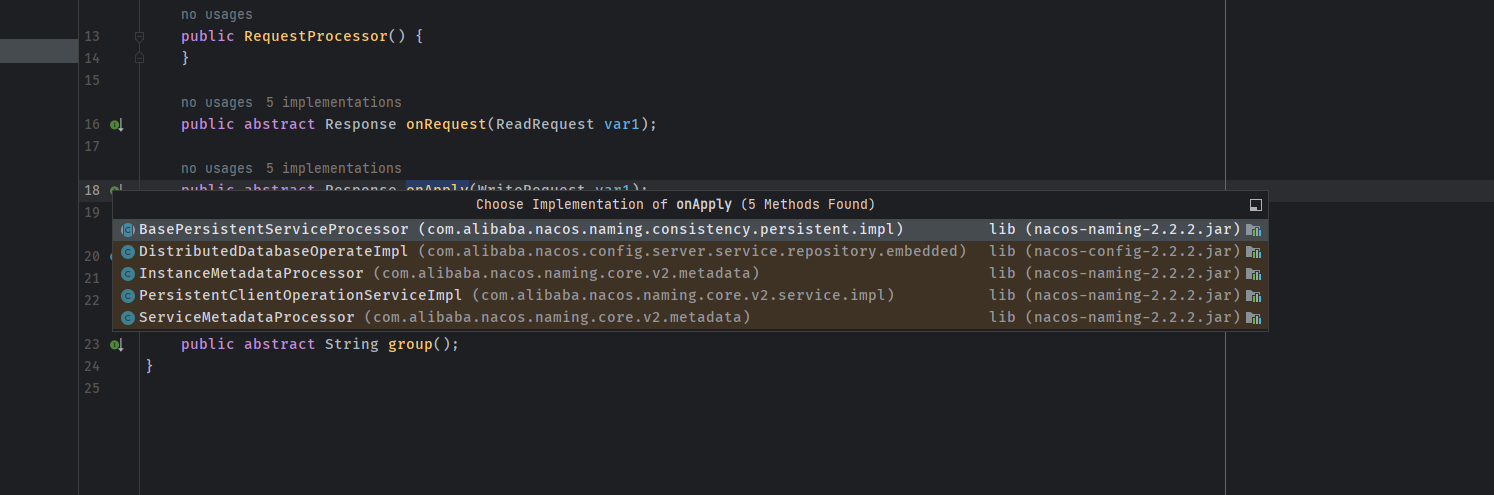 no usages
13 public RequestProcessor() {
14 }
15
no usages 5 implementations
16 public abstract Response onRequest(ReadRequest var1);
17
no usages 5 implementations
18 public abstract Response onApply(WriteRequest var1);
19
Choose Implementation of onApply (5 Methods Found)
BasePersistentServiceProcessor (com.alibaba.nacos.naming.consistency.persistent.impl) lib (nacos-naming-2.2.2.jar)
20 DistributedDatabaseOperateImpl (com.alibaba.nacos.config.server.service.repository.embedded) lib (nacos-config-2.2.2.jar)
21 InstanceMetadataProcessor (com.alibaba.nacos.naming.core.v2.metadata) lib (nacos-naming-2.2.2.jar)
22 PersistentClientOperationServiceImpl (com.alibaba.nacos.naming.core.v2.service.impl) lib (nacos-naming-2.2.2.jar)
ServiceMetadataProcessor (com.alibaba.nacos.naming.core.v2.metadata) lib (nacos-naming-2.2.2.jar)
23 public abstract String group();
24 }
25